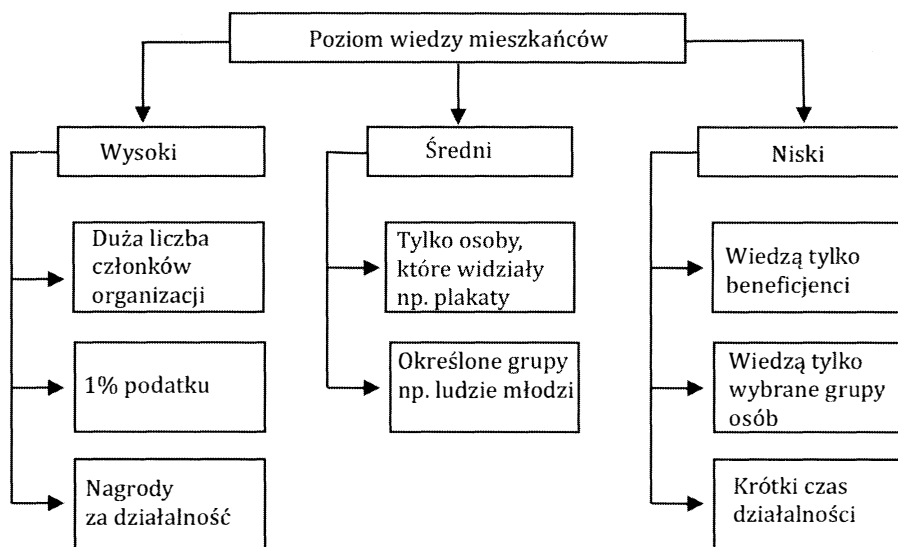 Poziom wiedzy mieszkańców
Wysoki
Duża liczba
członków
organizacji
1% podatku
Nagrody
za działalność
Średni
Tylko osoby,
które widziały
np. plakaty
Określone grupy
np. ludzie młodzi
Niski
Wiedzą tylko
beneficjenci
Wiedzą tylko
wybrane grupy
osób
Krótki czas
działalności